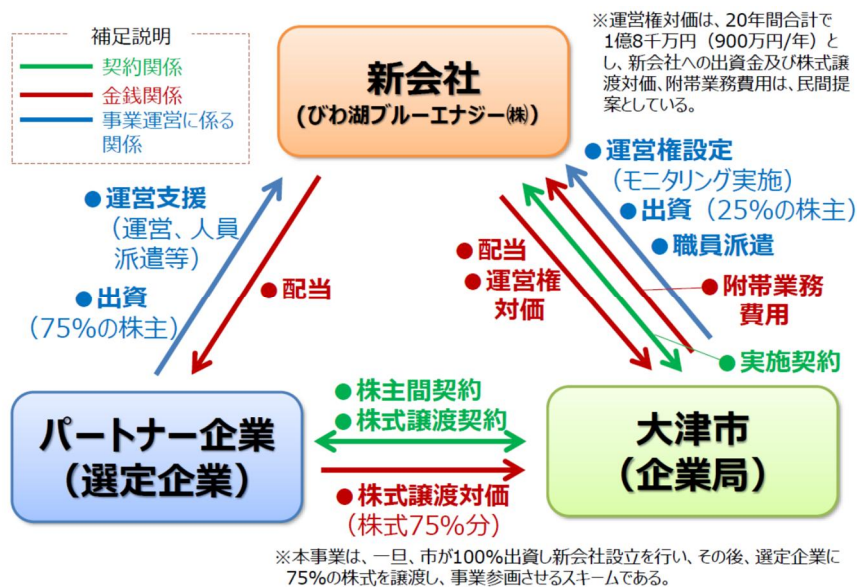 補足説明
契約関係
金銭関係
事業運営に係る
関係
新会社
(びわ湖ブルーエナジー㈱)
※運営権対価は、20年間合計で
1億8千万円（900万円/年）と
し、新会社への出資金及び株式譲
渡対価、附帯業務費用は、民間提
案としている。
●運営支援
（運営、人員
派遣等）
●出資
（75%の株主）
●配当
●配当
●運営権
対価
●運営権設定
（モニタリング実施）
●出資（25%の株主）
●職員派遣
●附帯業務
費用
●実施契約
パートナー企業
（選定企業）
●株主間契約
●株式譲渡契約
●株式譲渡対価
（株式75%分）
大津市
（企業局）
※本事業は、一旦、市が100%出資し新会社設立を行い、その後、選定企業に
75%の株式を譲渡し、事業参画させるスキームである。